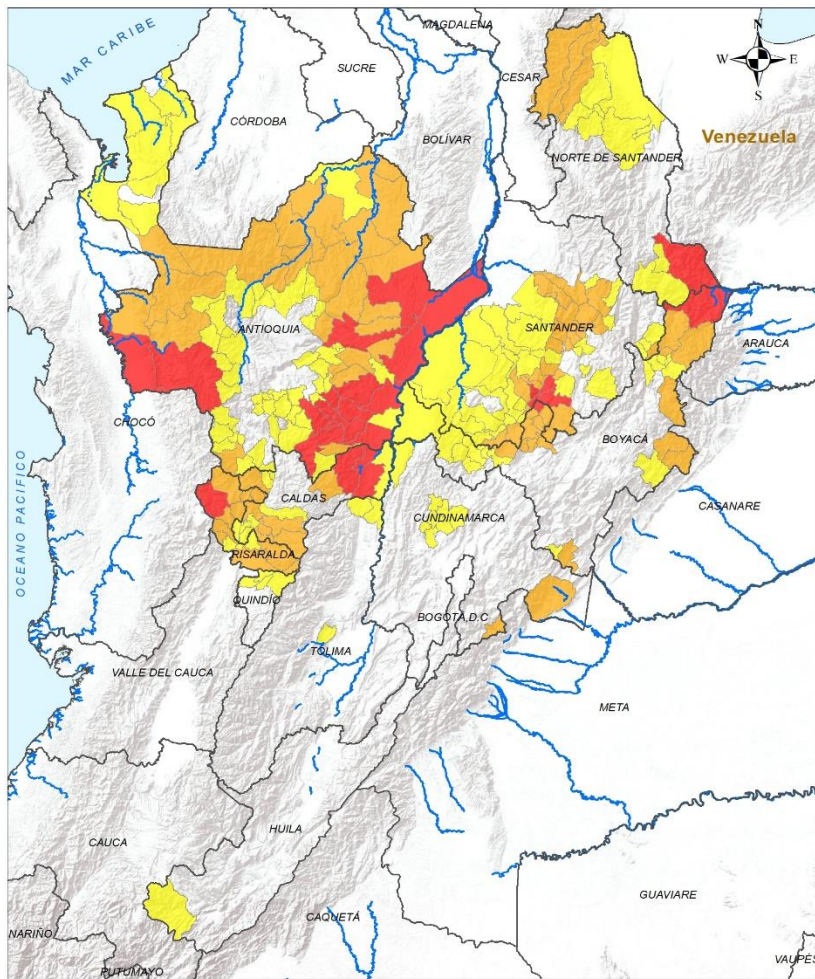 MAGDALENA
N
MAR CARIBE
SUCRE
CESAR
W
E
S
CÓRDOBA
BOLÍVAR
Venezuela
NORTE DE SANTANDER
ANTIOQUIA
SANTANDER
ARAUCA
CHOCÓ
BOYACÁ
OCEANO PACIFICO
CALDAS
CUNDINAMARCA
CASANARE
RISARALDA
QUINDÍO
BOGOTÁ, D.C
TOLIMA
VALLE DEL CAUCA
META
CAUCA
HUILA
GUAVIARE
CAQUETÁ
NARIÑO
VAUPÉS
PUTUMAYO